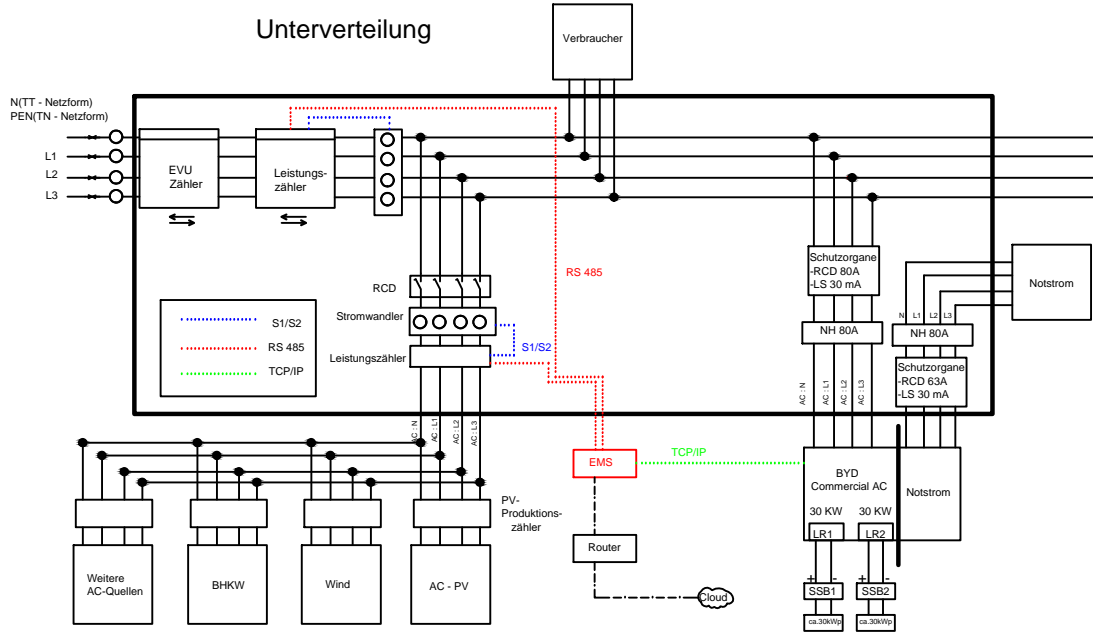 Unterverteilung
Verbraucher
N(TT - Netzform)
PEN(TN - Netzform)
L1
L2
L3
EVU
Zähler
Leistungs-
zähler
RS 485
RCD
Stromwandler
Leistungszähler
S1/S2
S1/S2
RS 485
TCP/IP
Schutzorgane
-RCD 80A
-LS 30 mA
NH 80A
Notstrom
N
L1
L2
L3
NH 80A
Schutzorgane
-RCD 63A
-LS 30 mA
AC : N
AC : L1
AC : L2
AC : L3
AC : N
AC : L1
AC : L2
AC : L3
EMS
TCP/IP
BYD
Commercial AC
30 KW
30 KW
LR1
LR2
Notstrom
PV-
Produktions-
zähler
Weitere
AC-Quellen
BHKW
Wind
AC - PV
Router
Cloud
+
-
+
-
SSB1
SSB2
ca.30kWp
ca.30kWp